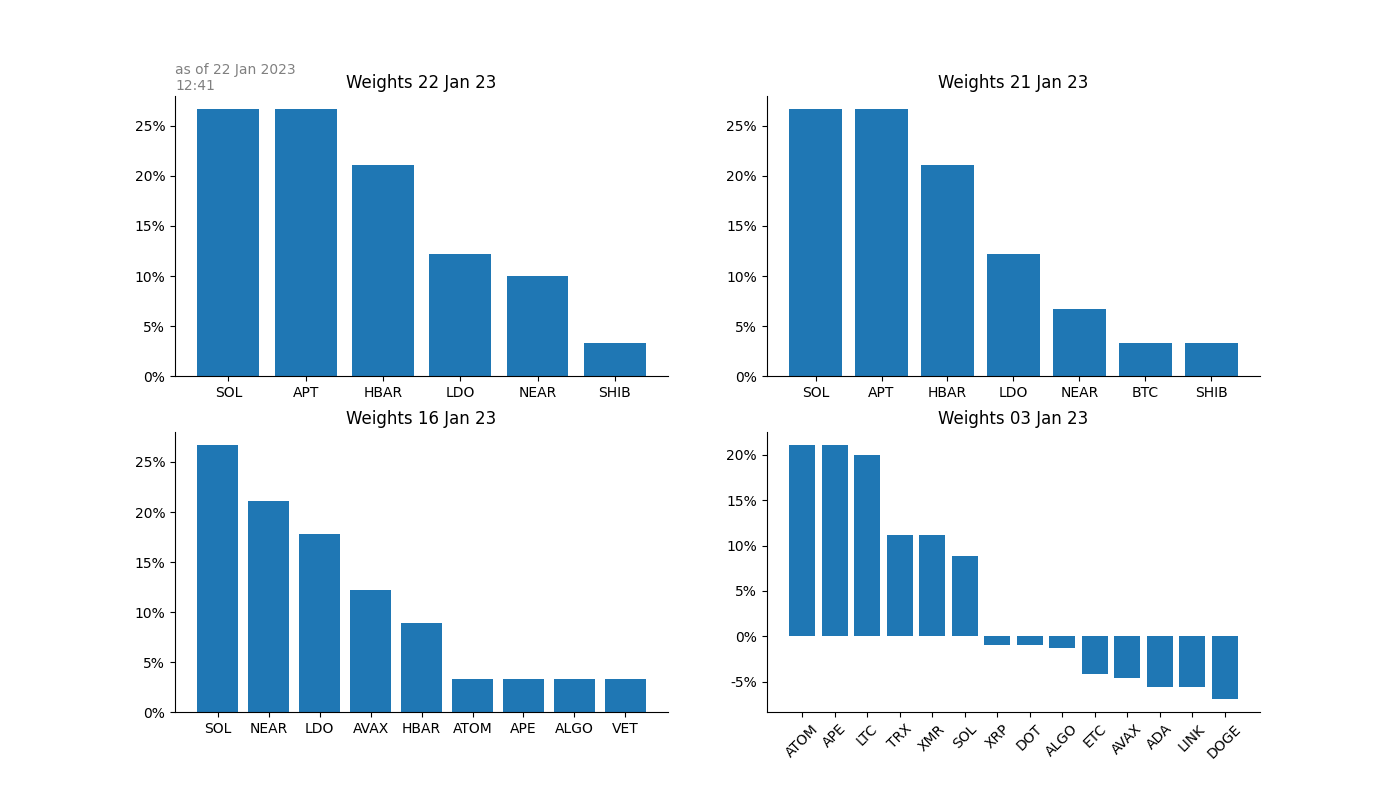 as of 22 Jan 2023
12:41
Weights 22 Jan 23
25%
20%
15%
10%
5%
0%
SOL APT HBAR LDO NEAR SHIB
Weights 21 Jan 23
25%
20%
15%
10%
5%
0%
SOL APT HBAR LDO NEAR BTC SHIB
Weights 16 Jan 23
25%
20%
15%
10%
5%
0%
SOL NEAR LDO AVAX HBAR ATOM APE ALGO VET
Weights 03 Jan 23
20%
15%
10%
5%
0%
-5%
ATOM APE LTC TRX XMR SOL XRP DOT ALGO ETC AVAX ADA LINK DOGE